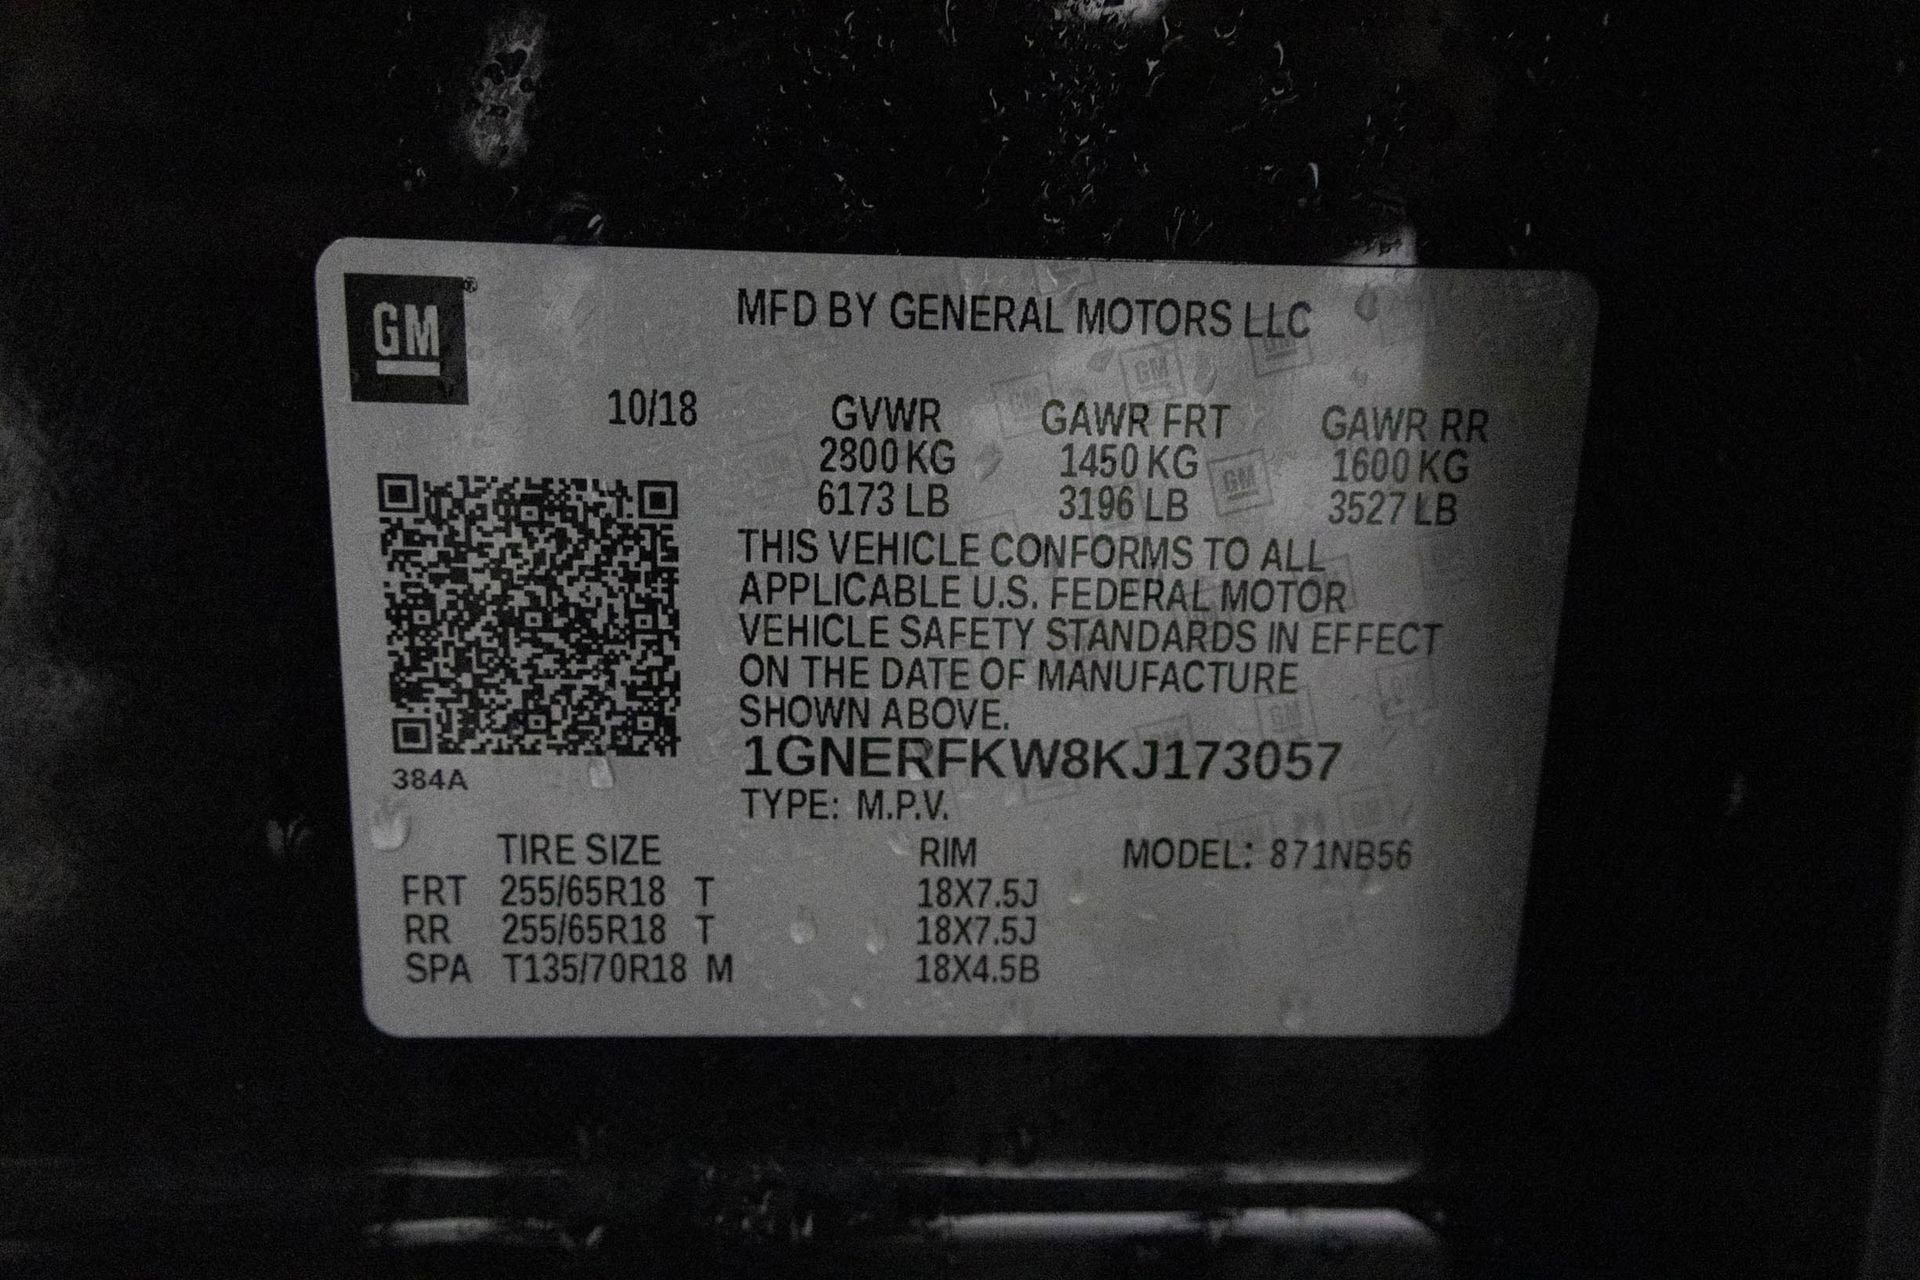 GM®
MFD BY GENERAL MOTORS LLC
10/18 GVWR GAWR FRT GAWR RR
2800 KG 1450 KG 1600 KG
6173 LB 3196 LB 3527 LB
THIS VEHICLE CONFORMS TO ALL
APPLICABLE U.S. FEDERAL MOTOR
VEHICLE SAFETY STANDARDS IN EFFECT
ON THE DATE OF MANUFACTURE
SHOWN ABOVE.
1GNERFKW8KJ173057
384A
TYPE: M.P.V.
TIRE SIZE RIM MODEL: 871NB56
FRT 255/65R18 T 18X7.5J
RR 255/65R18 T 18X7.5J
SPA T135/70R18 M 18X4.5B